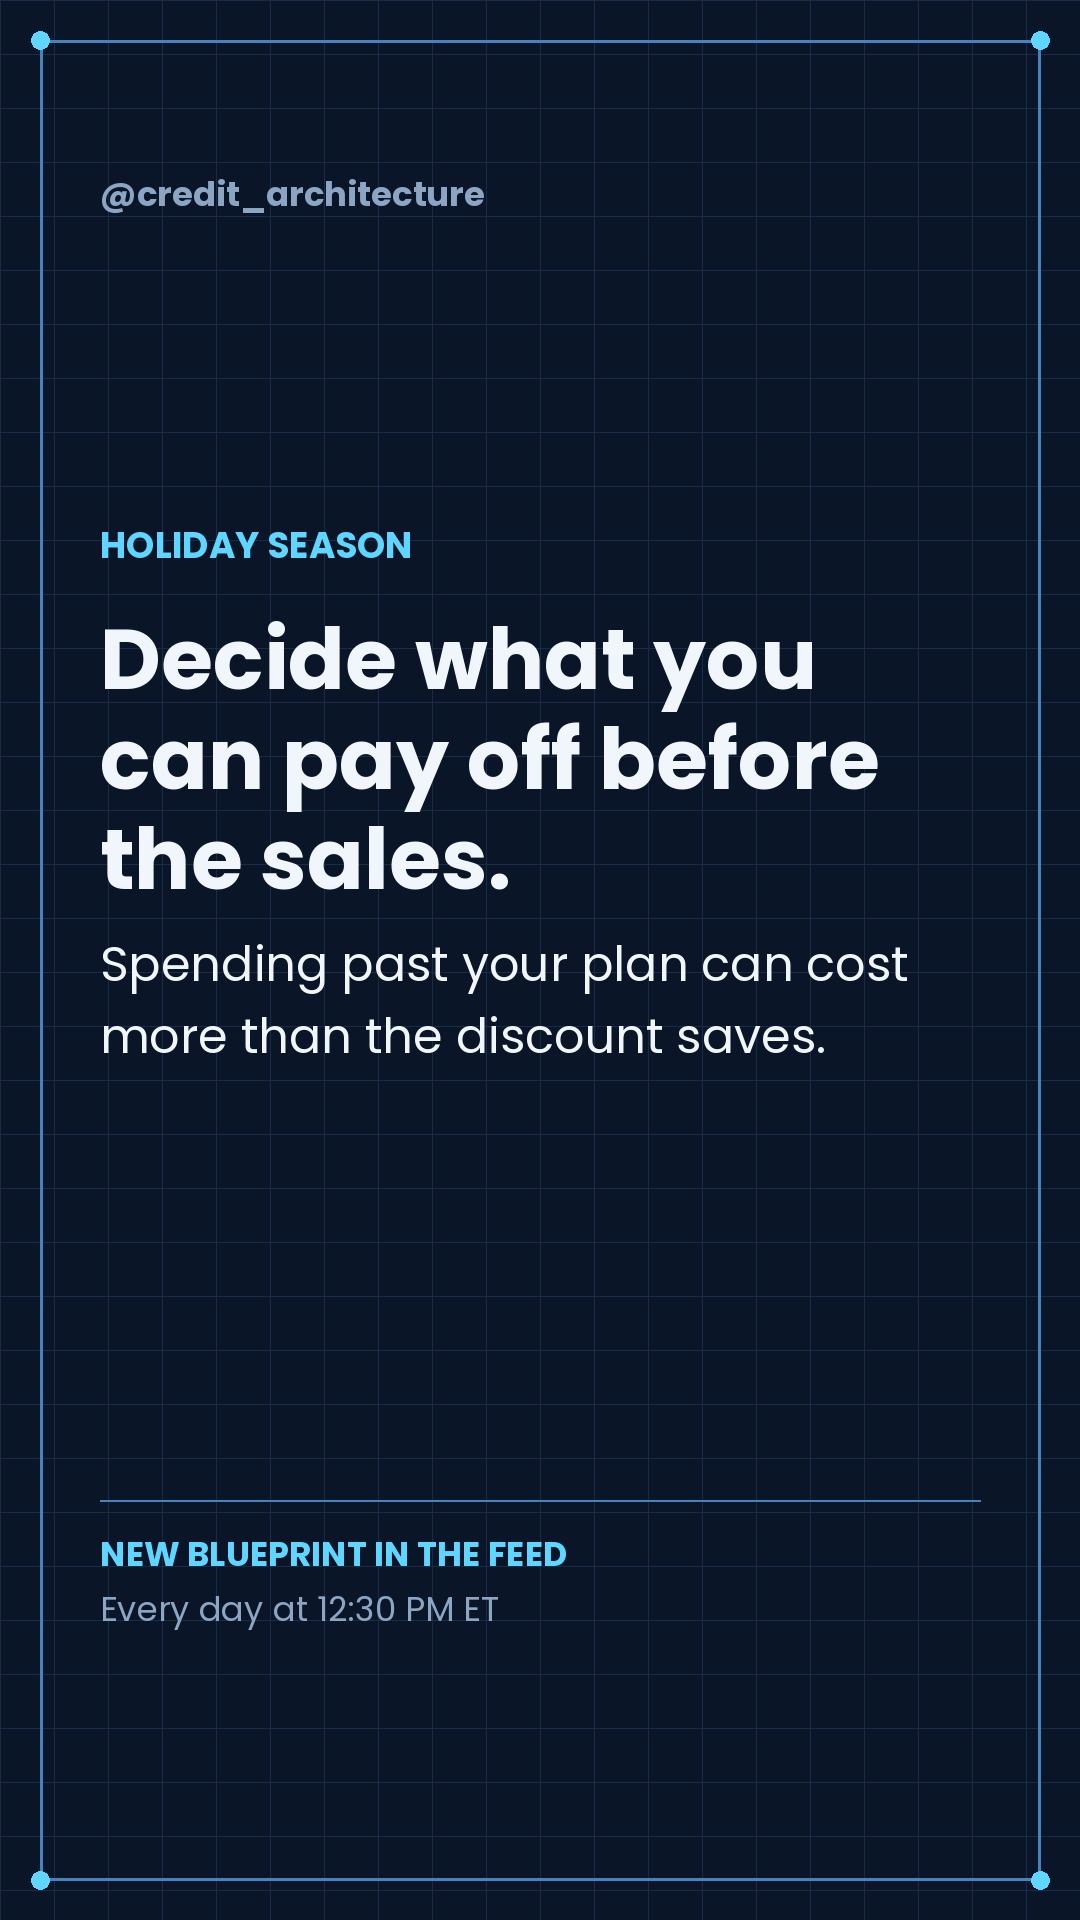 @credit_architecture
HOLIDAY SEASON
Decide what you
can pay off before
the sales.
Spending past your plan can cost
more than the discount saves.
NEW BLUEPRINT IN THE FEED
Every day at 12:30 PM ET